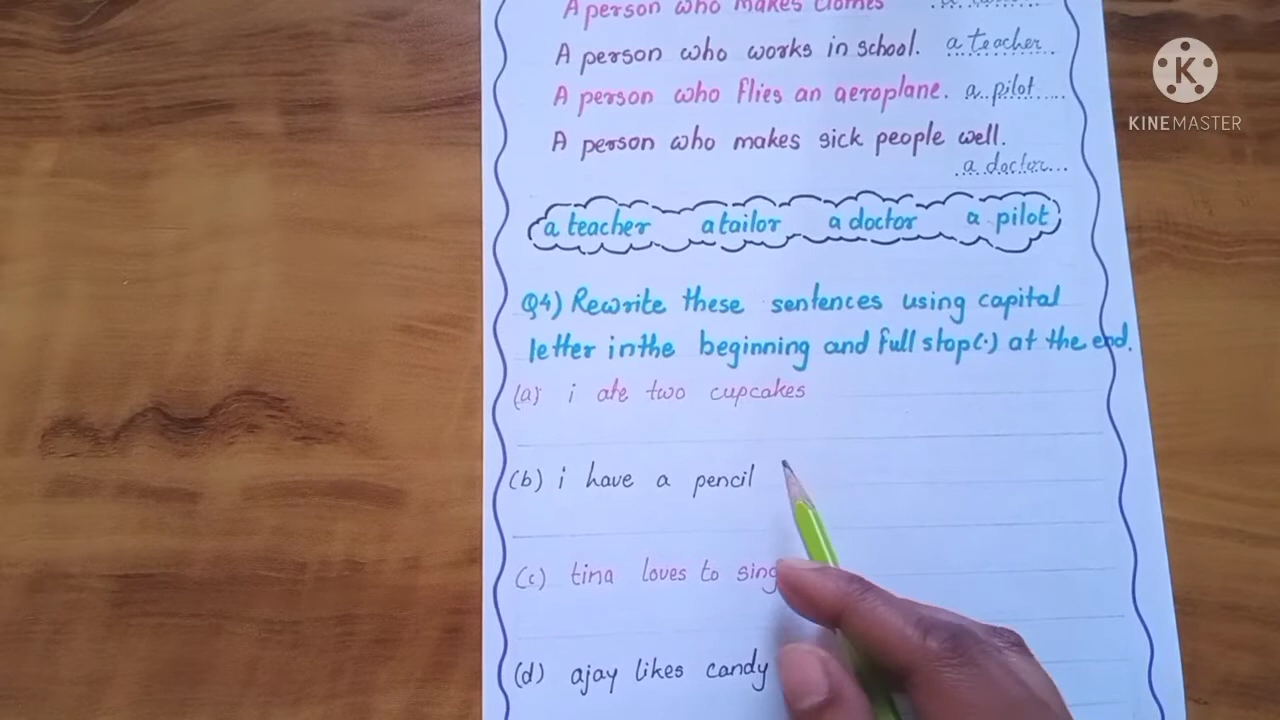 A person who makes clothes
A person who works in school. a teacher
A person who flies an aeroplane. a pilot
A person who makes sick people well.
a doctor
a teacher a tailor a doctor a pilot
Q4) Rewrite these sentences using capital
letter in the beginning and full stop (.) at the end.
(a) i ate two cupcakes
(b) i have a pencil
(c) tina loves to sing
(d) ajay likes candy
K
KINEMASTER